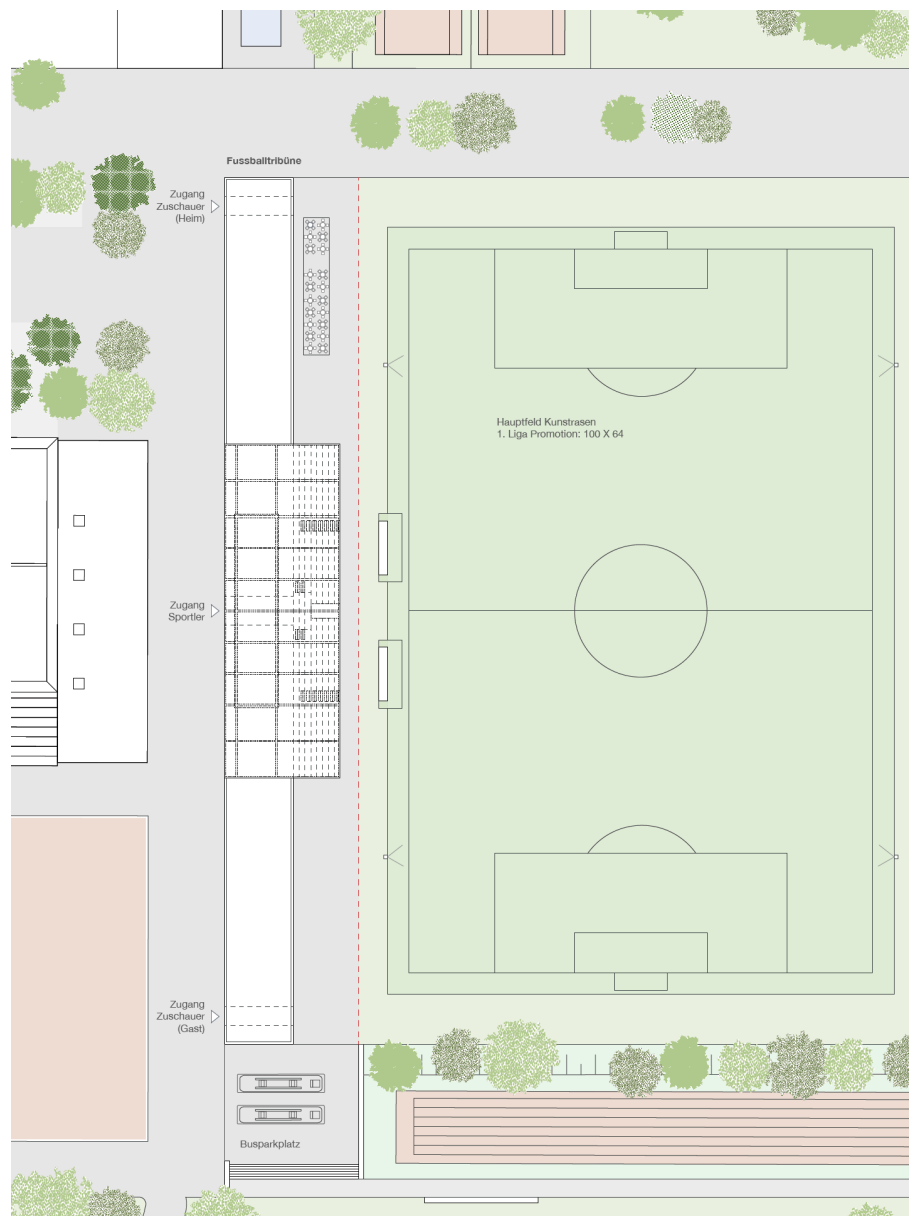 Fussballtribüne
Zugang
Zuschauer
(Heim)
Hauptfeld Kunstrasen
1. Liga Promotion: 100 X 64
Zugang
Sportler
Zugang
Zuschauer
(Gast)
Busparkplatz